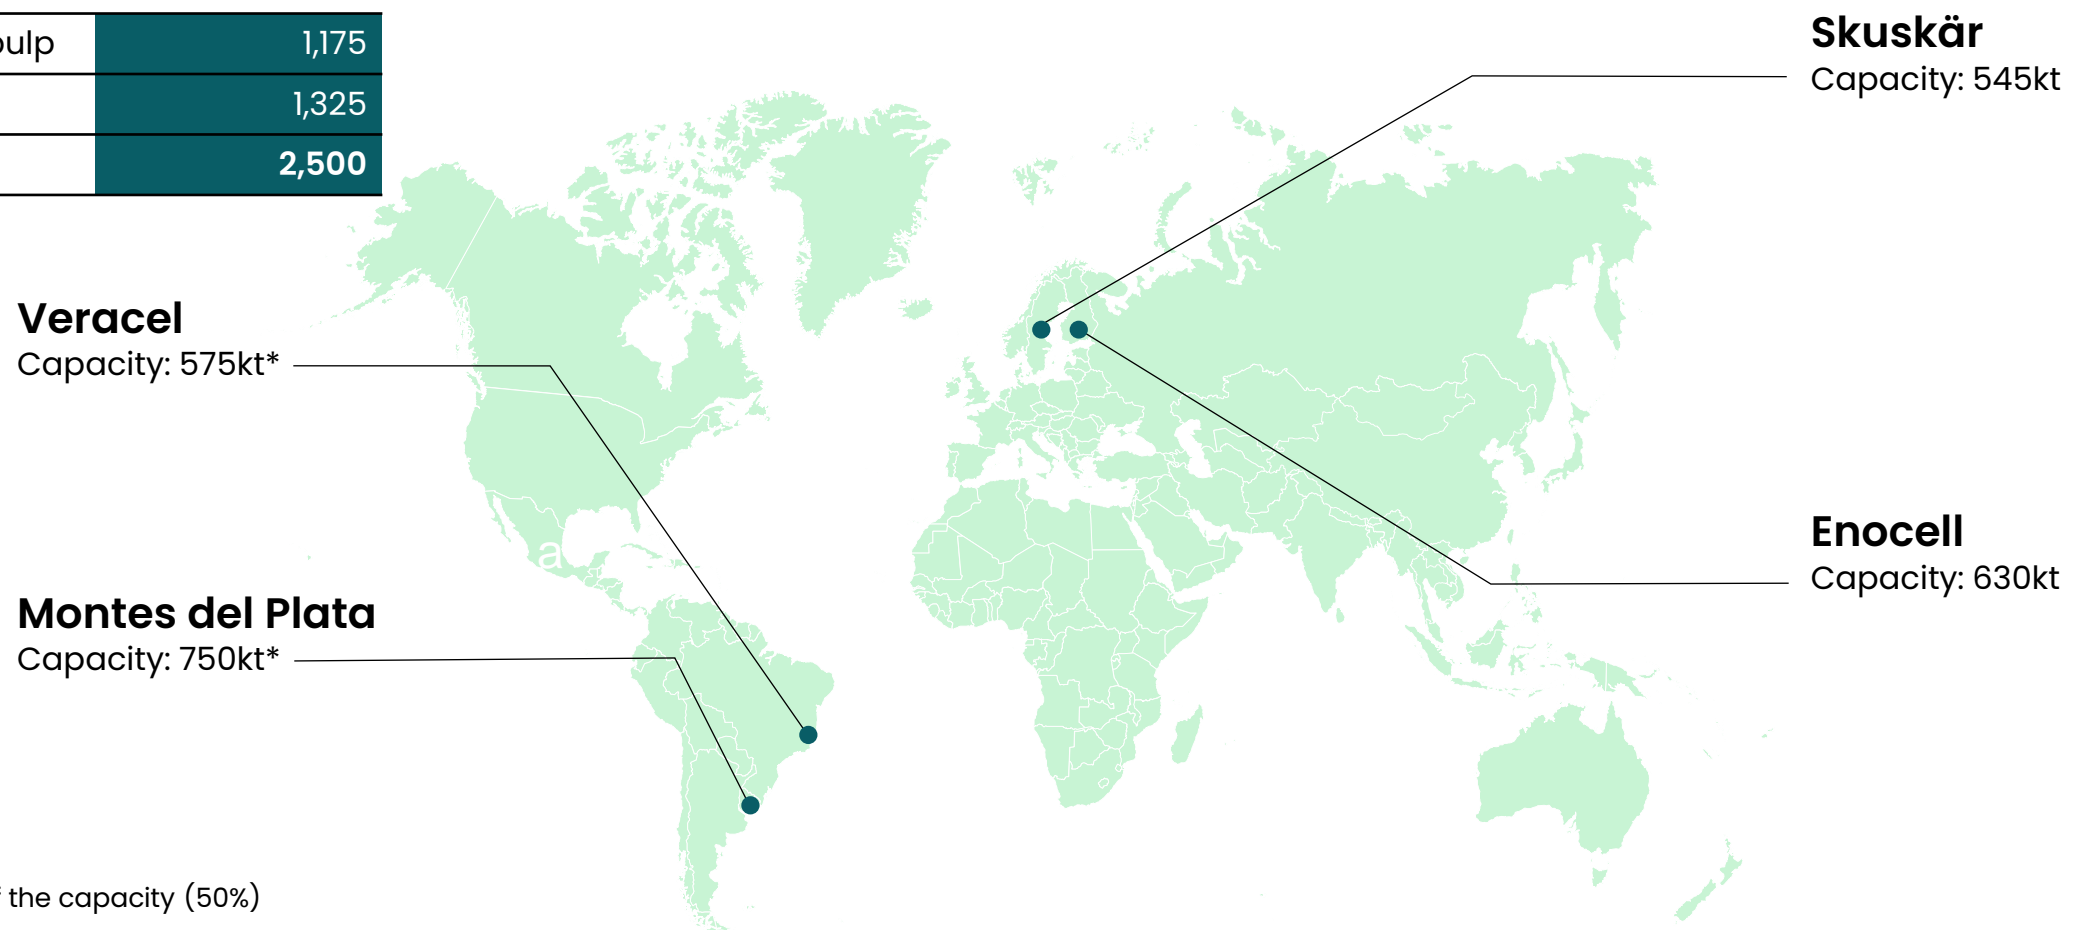 1,175
1,325
2,500
Skuskär
Capacity: 545kt
Veracel
Capacity: 575kt*
a
Enocell
Capacity: 630kt
Montes del Plata
Capacity: 750kt*
the capacity (50%)